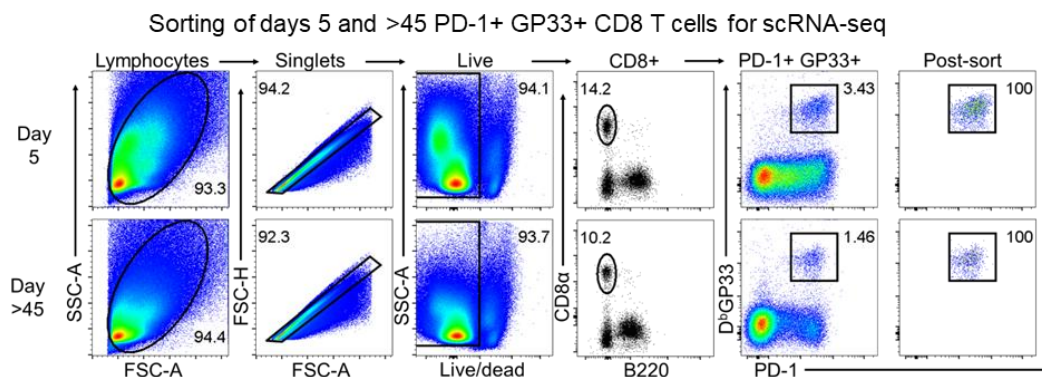 Sorting of days 5 and >45 PD-1+ GP33+ CD8 T cells for scRNA-seq
Lymphocytes Singlets Live CD8+ PD-1+ GP33+ Post-sort
Day 5
93.3
94.2
94.1
14.2
3.43
100
Day >45
94.4
92.3
93.7
10.2
1.46
100
SSC-A
FSC-H
SSC-A
CD8α
DᵇGP33
FSC-A FSC-A Live/dead B220 PD-1